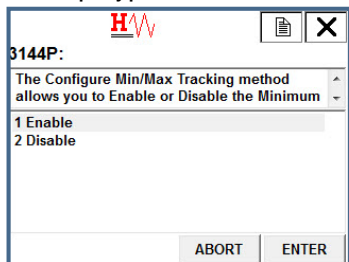 H
3144P:
The Configure Min/Max Tracking method
allows you to Enable or Disable the Minimum
1 Enable
2 Disable
ABORT ENTER